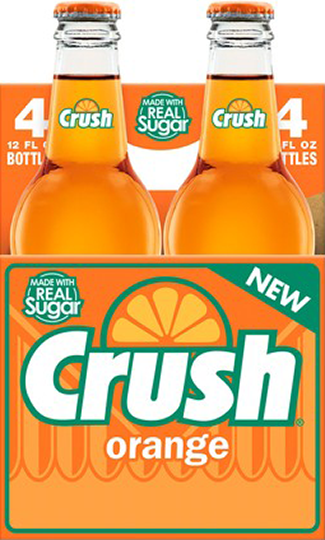 Crush
Crush
4
12 FL O
BOTTL
MADE WITH
REAL
Sugar
4
FL OZ
TTLES
MADE WITH
REAL
Sugar
NEW
Crush®
orange